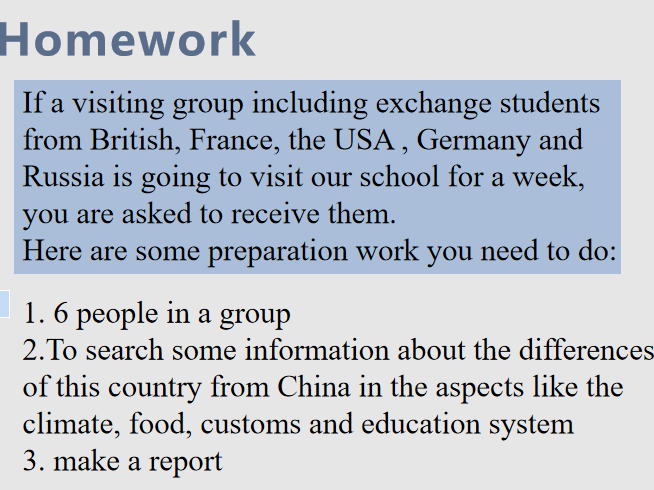 Homework
If a visiting group including exchange students
from British, France, the USA , Germany and
Russia is going to visit our school for a week,
you are asked to receive them.
Here are some preparation work you need to do:
1. 6 people in a group
2.To search some information about the differences
of this country from China in the aspects like the
climate, food, customs and education system
3. make a report